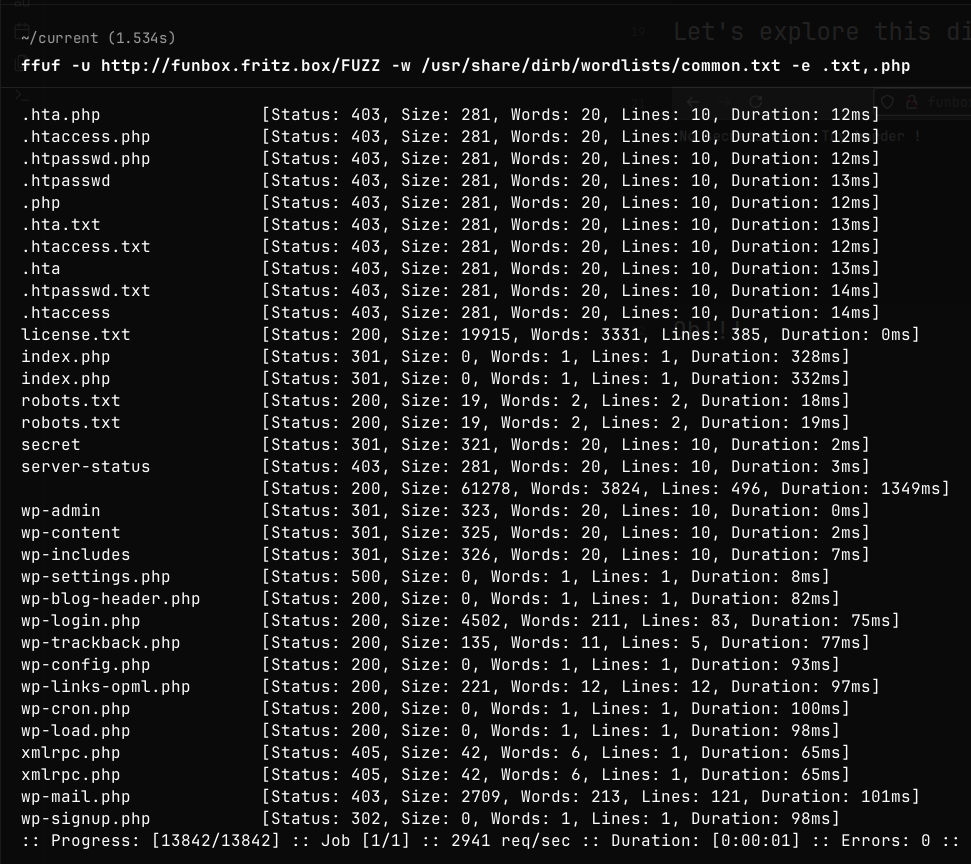 Let's explore this di
~/current (1.534s)
ffuf -u http://funbox.fritz.box/FUZZ -w /usr/share/dirb/wordlists/common.txt -e .txt,.php
funbo
.hta.php [Status: 403, Size: 281, Words: 20, Lines: 10, Duration: 12ms]
.htaccess.php [Status: 403, Size: 281, Words: 20, Lines: 10, Duration: 12ms]
.htpasswd.php [Status: 403, Size: 281, Words: 20, Lines: 10, Duration: 12ms]
.htpasswd [Status: 403, Size: 281, Words: 20, Lines: 10, Duration: 13ms]
.php [Status: 403, Size: 281, Words: 20, Lines: 10, Duration: 12ms]
.hta.txt [Status: 403, Size: 281, Words: 20, Lines: 10, Duration: 13ms]
.htaccess.txt [Status: 403, Size: 281, Words: 20, Lines: 10, Duration: 12ms]
.hta [Status: 403, Size: 281, Words: 20, Lines: 10, Duration: 13ms]
.htpasswd.txt [Status: 403, Size: 281, Words: 20, Lines: 10, Duration: 14ms]
.htaccess [Status: 403, Size: 281, Words: 20, Lines: 10, Duration: 14ms]
license.txt [Status: 200, Size: 19915, Words: 3331, Lines: 385, Duration: 0ms]
index.php [Status: 301, Size: 0, Words: 1, Lines: 1, Duration: 328ms]
index.php [Status: 301, Size: 0, Words: 1, Lines: 1, Duration: 332ms]
robots.txt [Status: 200, Size: 19, Words: 2, Lines: 2, Duration: 18ms]
robots.txt [Status: 200, Size: 19, Words: 2, Lines: 2, Duration: 19ms]
secret [Status: 301, Size: 321, Words: 20, Lines: 10, Duration: 2ms]
server-status [Status: 403, Size: 281, Words: 20, Lines: 10, Duration: 3ms]
[Status: 200, Size: 61278, Words: 3824, Lines: 496, Duration: 1349ms]
wp-admin [Status: 301, Size: 323, Words: 20, Lines: 10, Duration: 0ms]
wp-content [Status: 301, Size: 325, Words: 20, Lines: 10, Duration: 2ms]
wp-includes [Status: 301, Size: 326, Words: 20, Lines: 10, Duration: 7ms]
wp-settings.php [Status: 500, Size: 0, Words: 1, Lines: 1, Duration: 8ms]
wp-blog-header.php [Status: 200, Size: 0, Words: 1, Lines: 1, Duration: 82ms]
wp-login.php [Status: 200, Size: 4502, Words: 211, Lines: 83, Duration: 75ms]
wp-trackback.php [Status: 200, Size: 135, Words: 11, Lines: 5, Duration: 77ms]
wp-config.php [Status: 200, Size: 0, Words: 1, Lines: 1, Duration: 93ms]
wp-links-opml.php [Status: 200, Size: 221, Words: 12, Lines: 12, Duration: 97ms]
wp-cron.php [Status: 200, Size: 0, Words: 1, Lines: 1, Duration: 100ms]
wp-load.php [Status: 200, Size: 0, Words: 1, Lines: 1, Duration: 98ms]
xmlrpc.php [Status: 405, Size: 42, Words: 6, Lines: 1, Duration: 65ms]
xmlrpc.php [Status: 405, Size: 42, Words: 6, Lines: 1, Duration: 65ms]
wp-mail.php [Status: 403, Size: 2709, Words: 213, Lines: 121, Duration: 101ms]
wp-signup.php [Status: 302, Size: 0, Words: 1, Lines: 1, Duration: 98ms]
:: Progress: [13842/13842] :: Job [1/1] :: 2941 req/sec :: Duration: [0:00:01] :: Errors: 0 ::